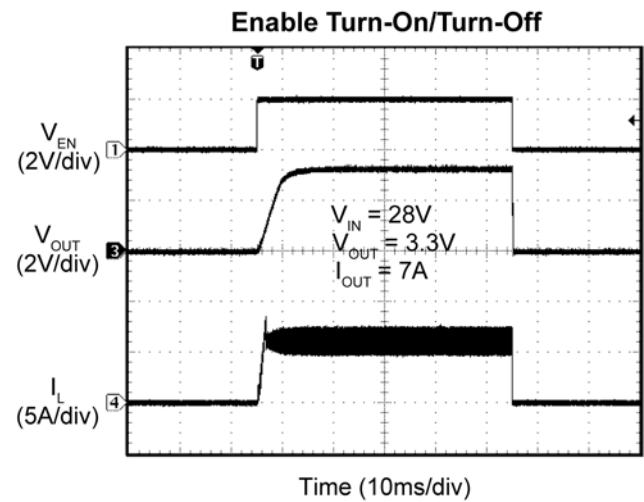 Enable Turn-On/Turn-Off
T
V_EN
(2V/div)
1
V_OUT
(2V/div)
3
V_IN = 28V
V_OUT = 3.3V
I_OUT = 7A
I_L
(5A/div)
4
Time (10ms/div)